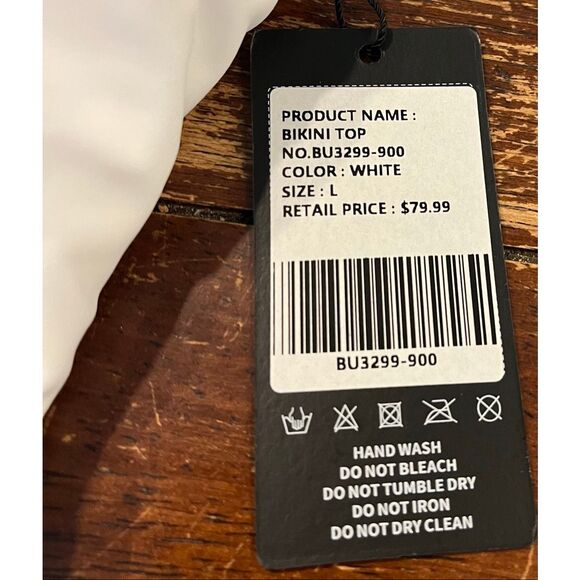 PRODUCT NAME :
BIKINI TOP
NO.BU3299-900
COLOR : WHITE
SIZE : L
RETAIL PRICE : $79.99
BU3299-900
HAND WASH
DO NOT BLEACH
DO NOT TUMBLE DRY
DO NOT IRON
DO NOT DRY CLEAN